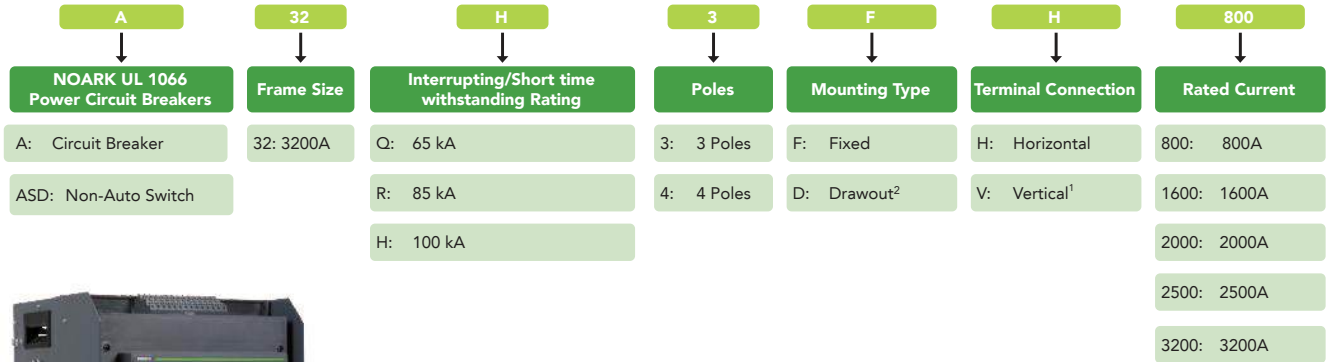 A 32 H 3 F H 800
NOARK UL 1066
Power Circuit Breakers
Frame Size
Interrupting/Short time
withstanding Rating
Poles
Mounting Type
Terminal Connection
Rated Current
A: Circuit Breaker
ASD: Non-Auto Switch
32: 3200A
Q: 65 kA
R: 85 kA
H: 100 kA
3: 3 Poles
4: 4 Poles
F: Fixed
D: Drawout²
H: Horizontal
V: Vertical¹
800: 800A
1600: 1600A
2000: 2000A
2500: 2500A
3200: 3200A